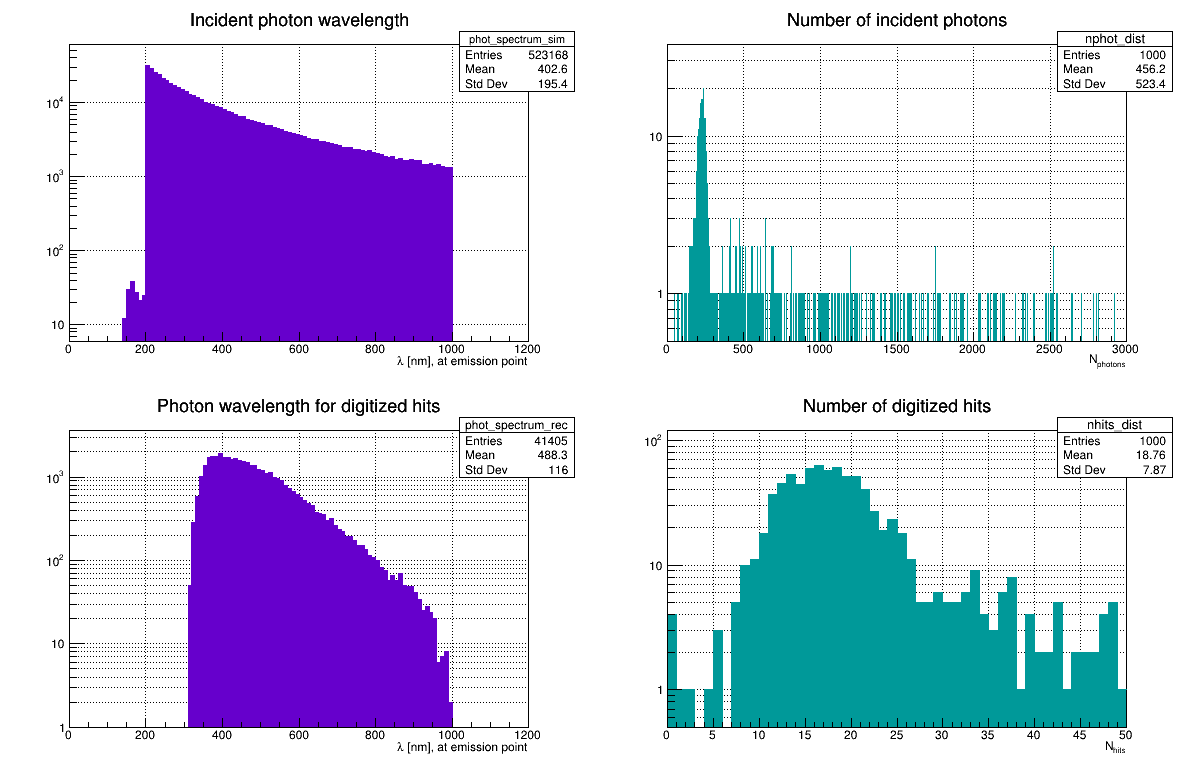 Incident photon wavelength
phot_spectrum_sim
Entries 523168
Mean 402.6
Std Dev 195.4
10^4
10^3
10^2
10
0 200 400 600 800 1000 1200
λ [nm], at emission point
Number of incident photons
nphot_dist
Entries 1000
Mean 456.2
Std Dev 523.4
10
1
0 500 1000 1500 2000 2500 3000
N_photons
Photon wavelength for digitized hits
phot_spectrum_rec
Entries 41405
Mean 488.3
Std Dev 116
10^3
10^2
10
1
0 200 400 600 800 1000 1200
λ [nm], at emission point
Number of digitized hits
nhits_dist
Entries 1000
Mean 18.76
Std Dev 7.87
10^2
10
1
0 5 10 15 20 25 30 35 40 45 50
N_hits